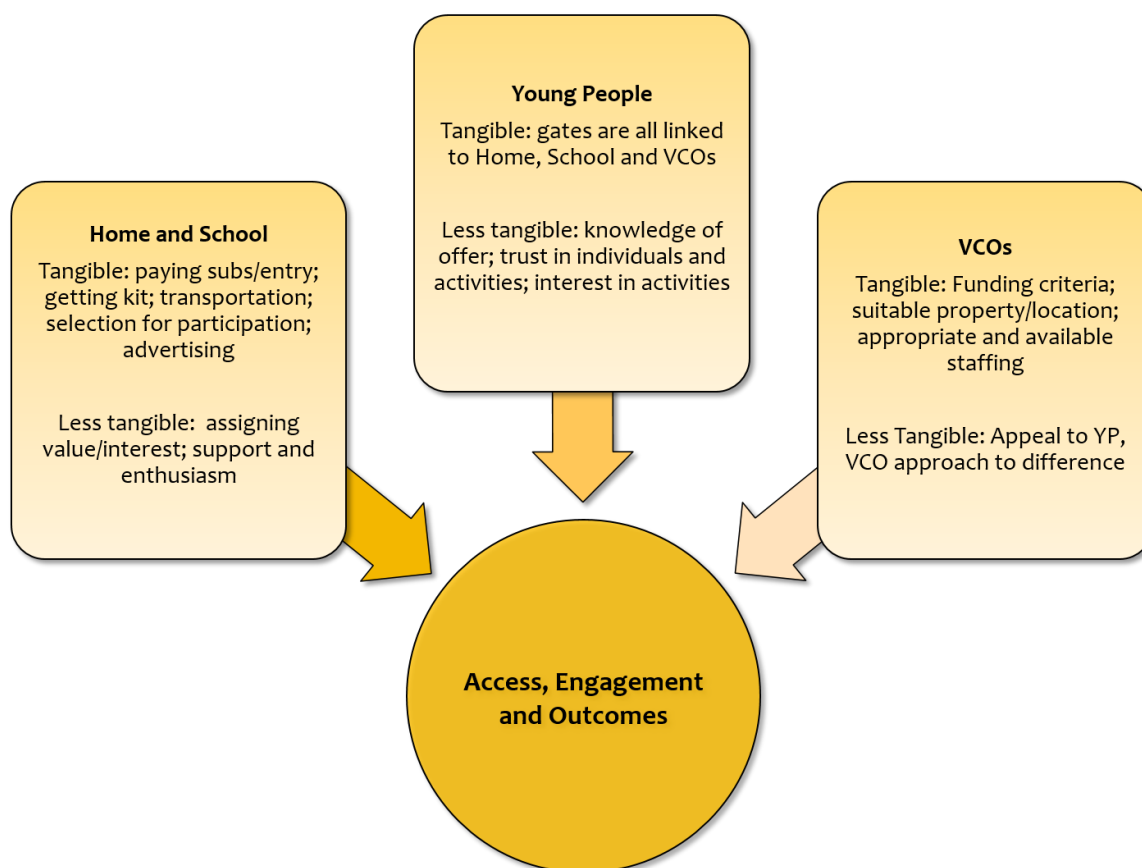 Young People
Tangible: gates are all linked
to Home, School and VCOs
Less tangible: knowledge of
offer; trust in individuals and
activities; interest in activities
Home and School
Tangible: paying subs/entry;
getting kit; transportation;
selection for participation;
advertising
Less tangible:  assigning
value/interest; support and
enthusiasm
VCOs
Tangible: Funding criteria;
suitable property/location;
appropriate and available
staffing
Less Tangible: Appeal to YP,
VCO approach to difference
Access, Engagement
and Outcomes